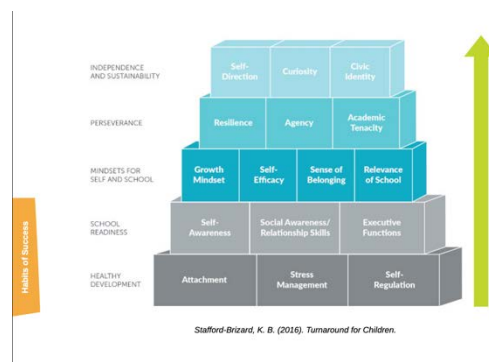 INDEPENDENCE
AND SUSTAINABILITY
Self-
Direction
Curiosity
Civic
Identity
PERSEVERANCE
Resilience
Agency
Academic
Tenacity
MINDSETS FOR
SELF AND SCHOOL
Growth
Mindset
Self-
Efficacy
Sense of
Belonging
Relevance
of School
SCHOOL
READINESS
Self-
Awareness
Social Awareness/
Relationship Skills
Executive
Functions
HEALTHY
DEVELOPMENT
Attachment
Stress
Management
Self-
Regulation
Habits of Success
Stafford-Brizard, K. B. (2016). Turnaround for Children.